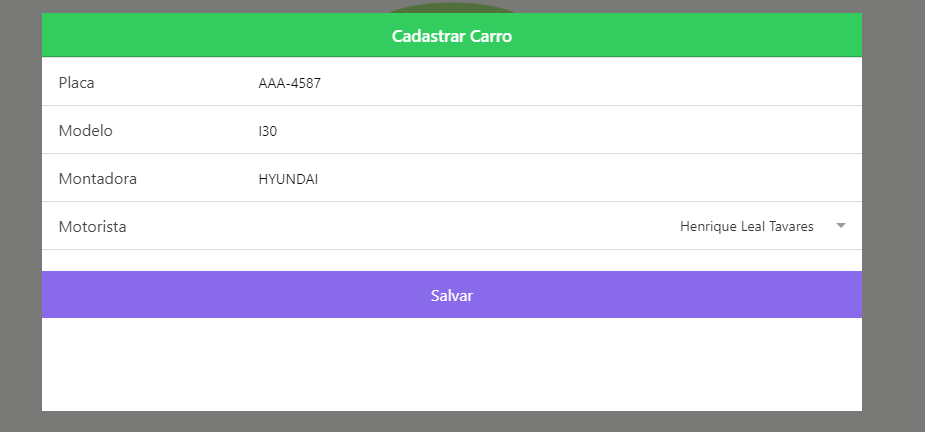 Cadastrar Carro
Placa AAA-4587
Modelo I30
Montadora HYUNDAI
Motorista Henrique Leal Tavares
Salvar